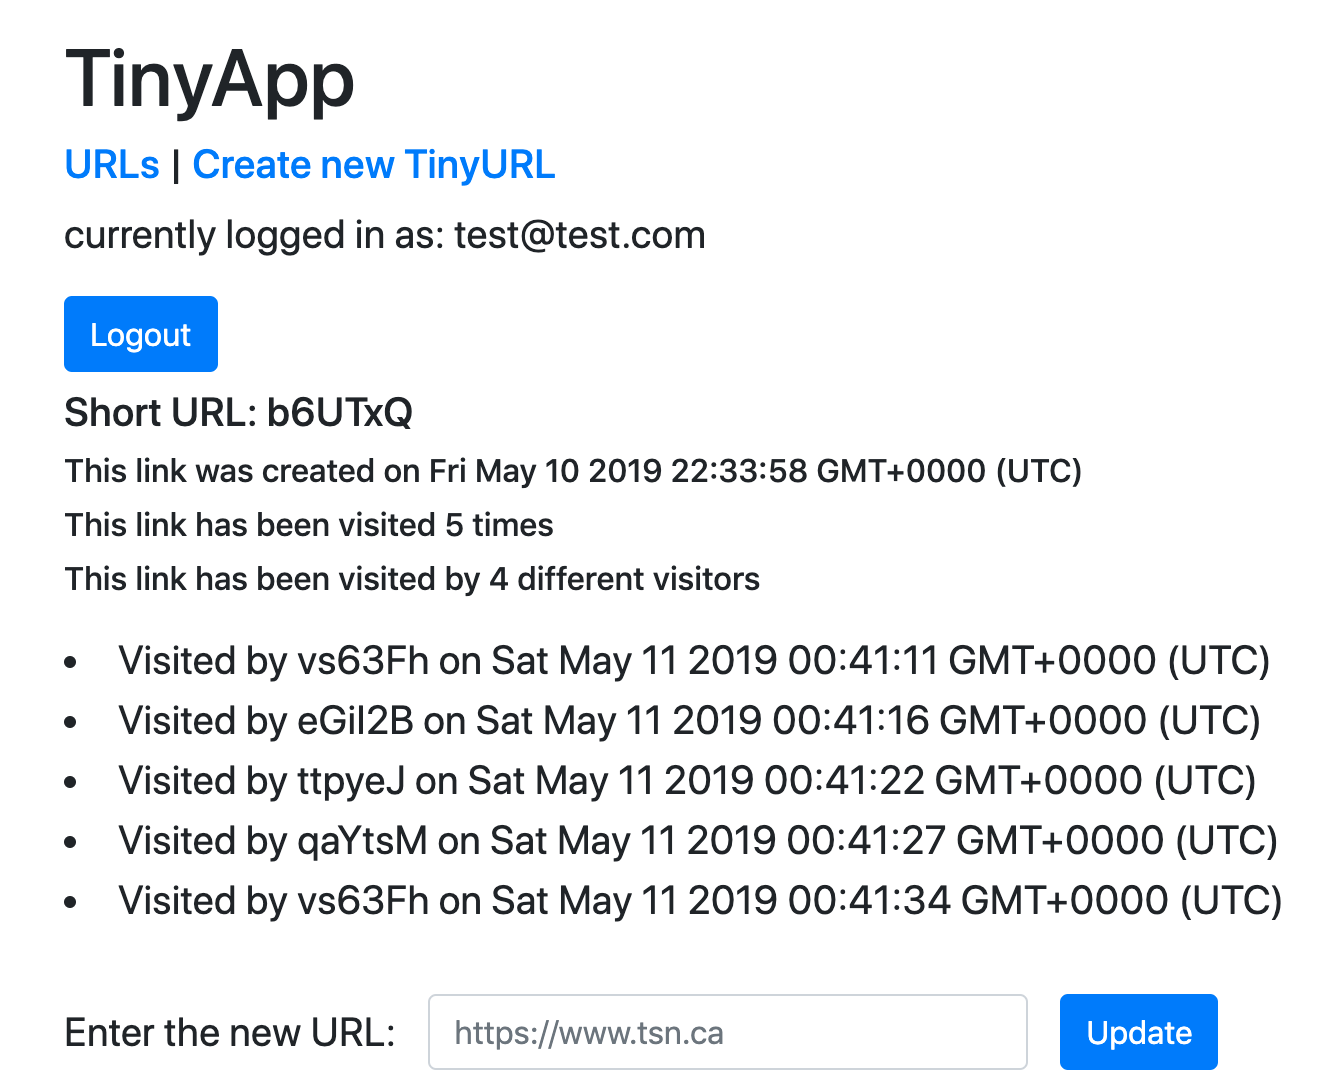 TinyApp
URLs | Create new TinyURL
currently logged in as: test@test.com
Logout
Short URL: b6UTxQ
This link was created on Fri May 10 2019 22:33:58 GMT+0000 (UTC)
This link has been visited 5 times
This link has been visited by 4 different visitors
• Visited by vs63Fh on Sat May 11 2019 00:41:11 GMT+0000 (UTC)
• Visited by eGil2B on Sat May 11 2019 00:41:16 GMT+0000 (UTC)
• Visited by ttpyeJ on Sat May 11 2019 00:41:22 GMT+0000 (UTC)
• Visited by qaYtsM on Sat May 11 2019 00:41:27 GMT+0000 (UTC)
• Visited by vs63Fh on Sat May 11 2019 00:41:34 GMT+0000 (UTC)
Enter the new URL: https://www.tsn.ca Update